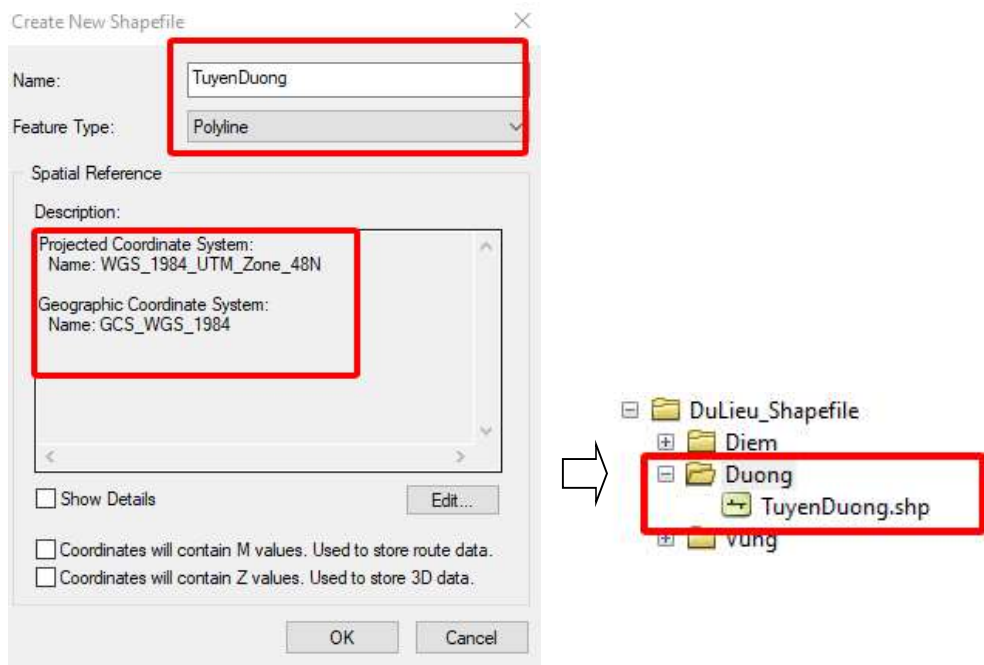 Create New Shapefile
Name:
TuyenDuong
Feature Type:
Polyline
Spatial Reference
Description:
Projected Coordinate System:
Name: WGS_1984_UTM_Zone_48N
Geographic Coordinate System:
Name: GCS_WGS_1984
Show Details
Edit...
Coordinates will contain M values. Used to store route data.
Coordinates will contain Z values. Used to store 3D data.
OK
Cancel
DuLieu_Shapefile
Diem
Duong
TuyenDuong.shp
Vung